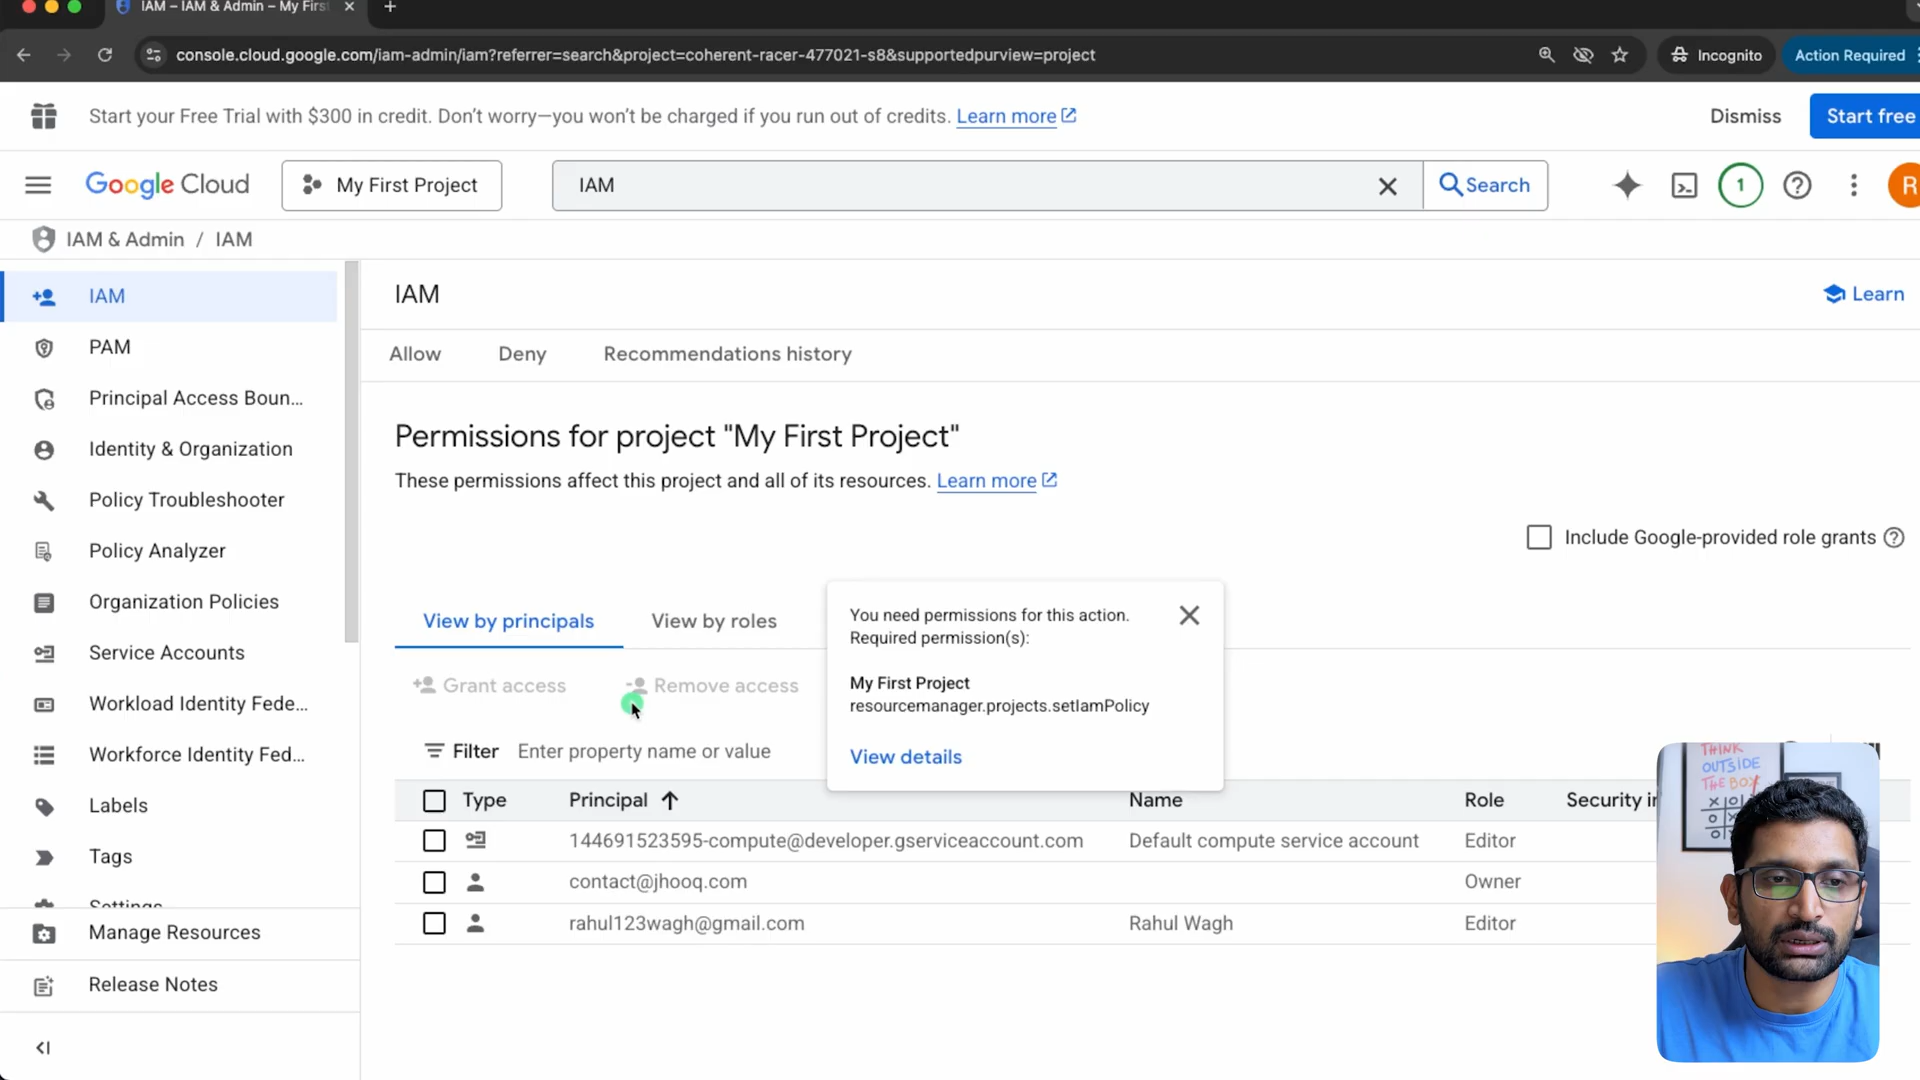 IAM – IAM & Admin – My Firs
console.cloud.google.com/iam-admin/iam?referrer=search&project=coherent-racer-477021-s8&supportedpurview=project
Incognito
Action Required
Start your Free Trial with $300 in credit. Don't worry—you won't be charged if you run out of credits. Learn more
Dismiss
Start free
Google Cloud
My First Project
IAM
Search
1
R
IAM & Admin / IAM
IAM
PAM
Principal Access Boun...
Identity & Organization
Policy Troubleshooter
Policy Analyzer
Organization Policies
Service Accounts
Workload Identity Fede...
Workforce Identity Fed...
Labels
Tags
Settings
Manage Resources
Release Notes
IAM
Learn
Allow
Deny
Recommendations history
Permissions for project "My First Project"
These permissions affect this project and all of its resources. Learn more
Include Google-provided role grants
View by principals
View by roles
Grant access
Remove access
You need permissions for this action.
Required permission(s):
My First Project
resourcemanager.projects.setIamPolicy
View details
Filter
Enter property name or value
Type Principal Name Role Security in
144691523595-compute@developer.gserviceaccount.com Default compute service account Editor
contact@jhooq.com Owner
rahul123wagh@gmail.com Rahul Wagh Editor
THINK
OUTSIDE
THE BOX